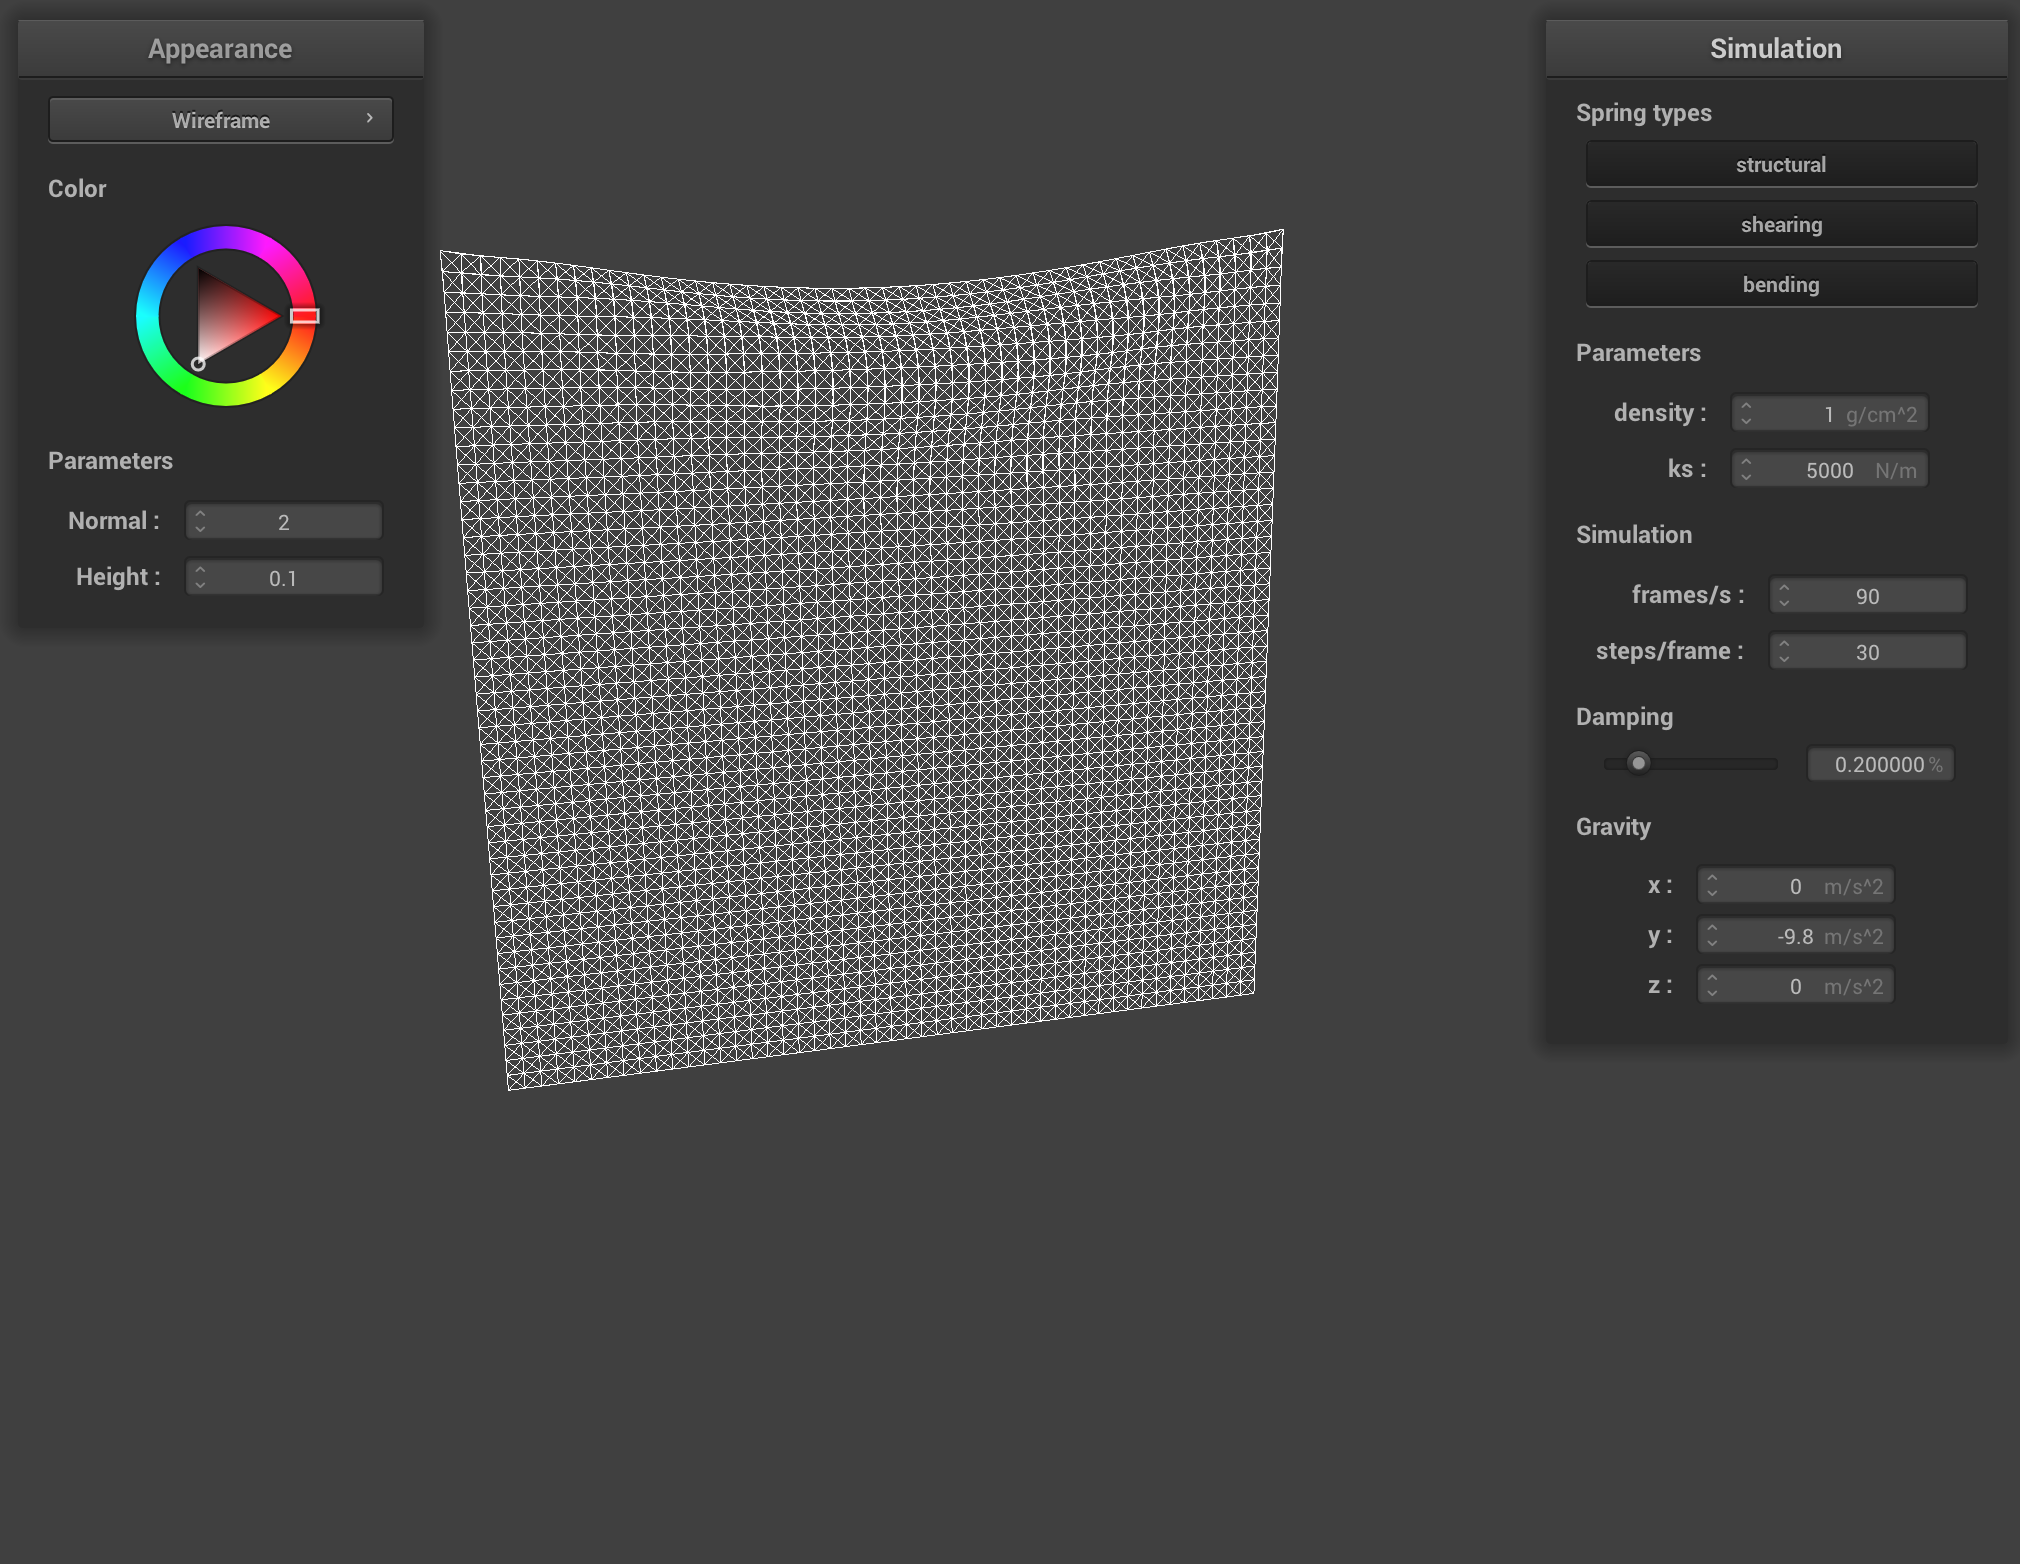 Appearance
Wireframe
Color
Parameters
Normal : 2
Height : 0.1
Simulation
Spring types
structural
shearing
bending
Parameters
density : 1 g/cm^2
ks : 5000 N/m
Simulation
frames/s : 90
steps/frame : 30
Damping
0.200000 %
Gravity
x : 0 m/s^2
y : -9.8 m/s^2
z : 0 m/s^2